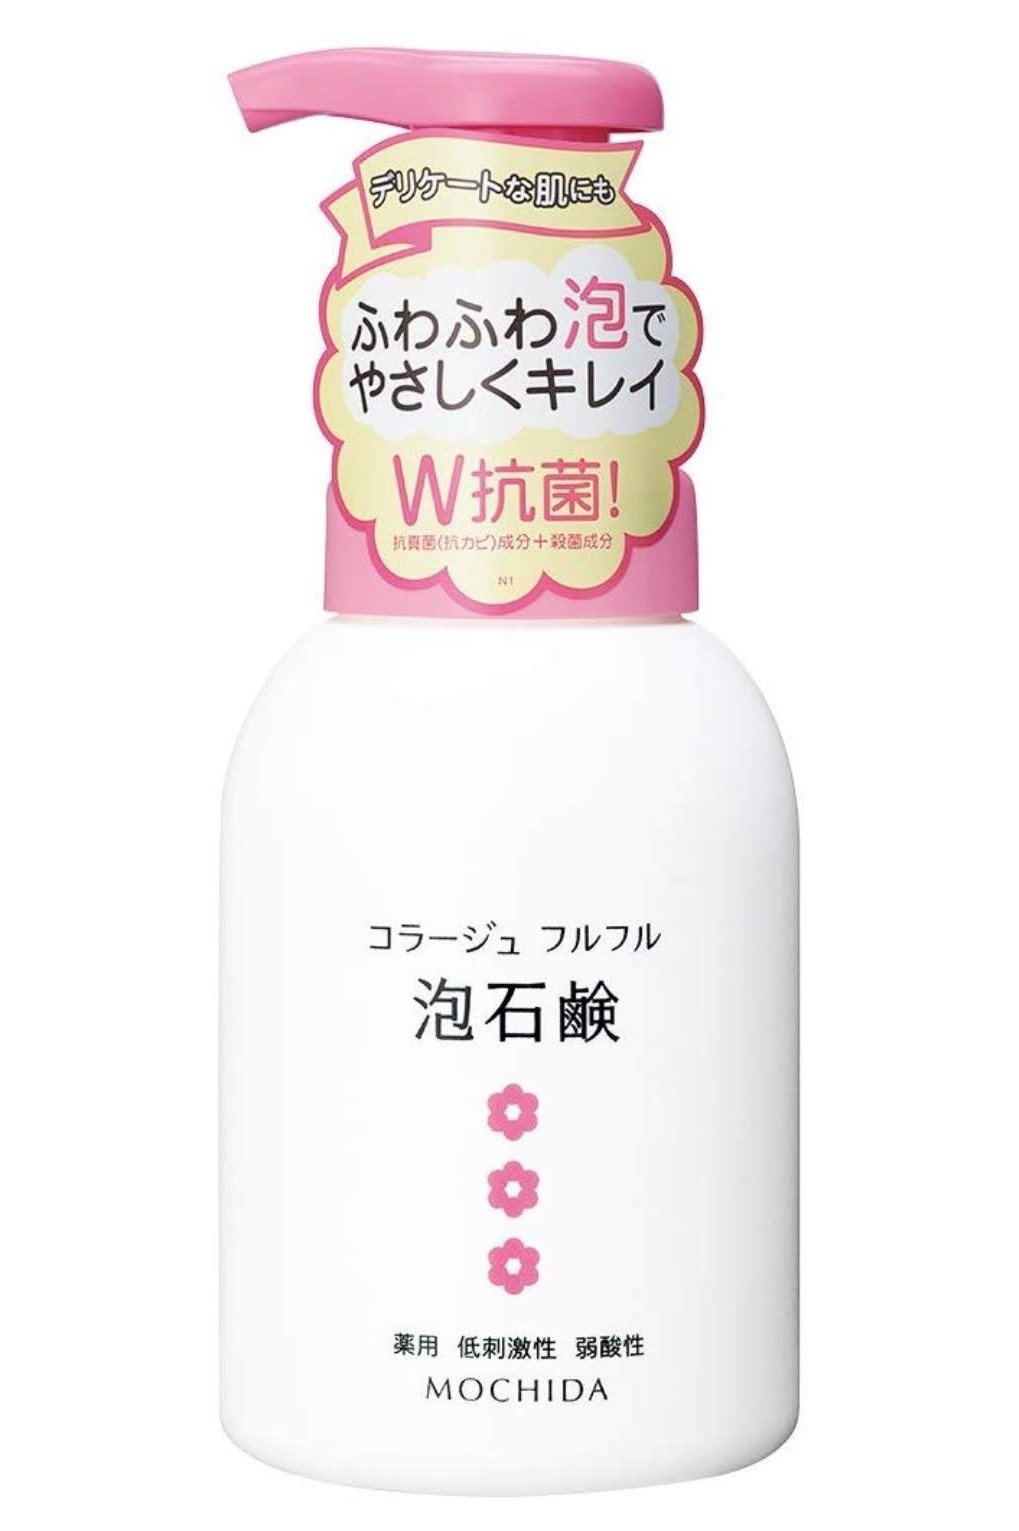 デリケートな肌にも
ふわふわ泡で
やさしくキレイ
W抗菌!
抗真菌(抗カビ)成分+殺菌成分
N1
コラージュ フルフル
泡石鹸
薬用 低刺激性 弱酸性
MOCHIDA